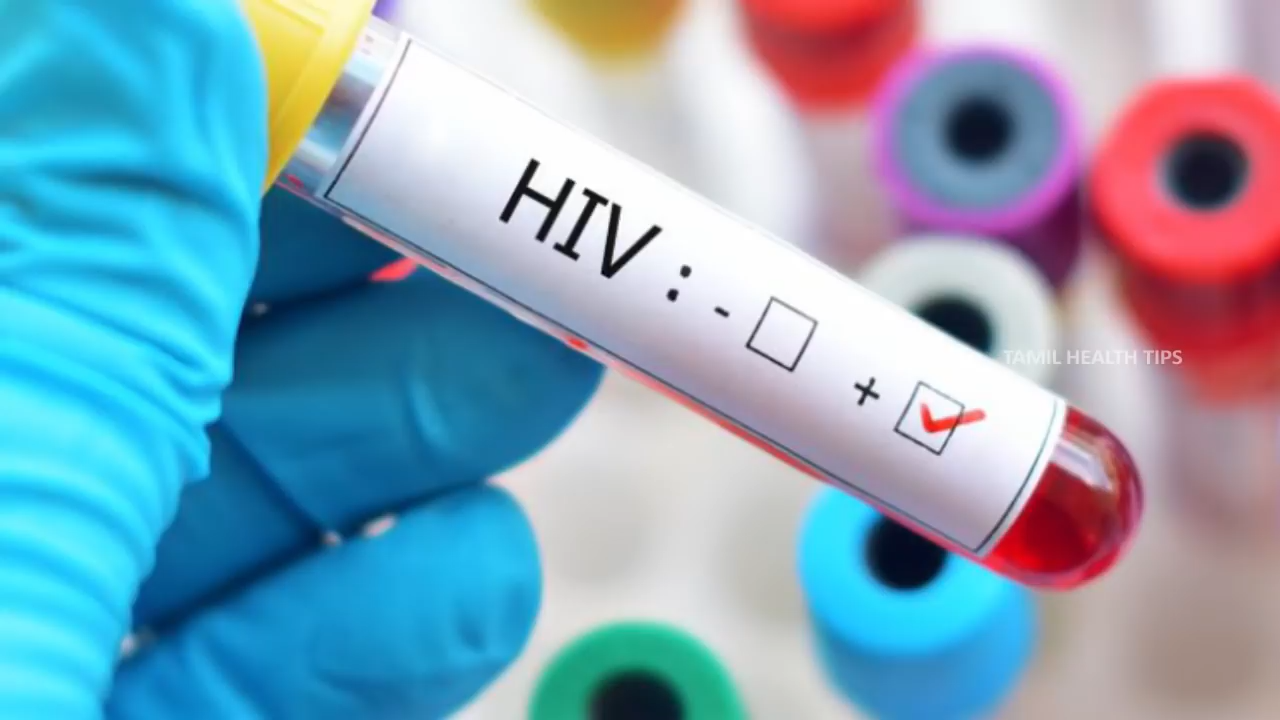 HIV : - ☐ + ☑
TAMIL HEALTH TIPS